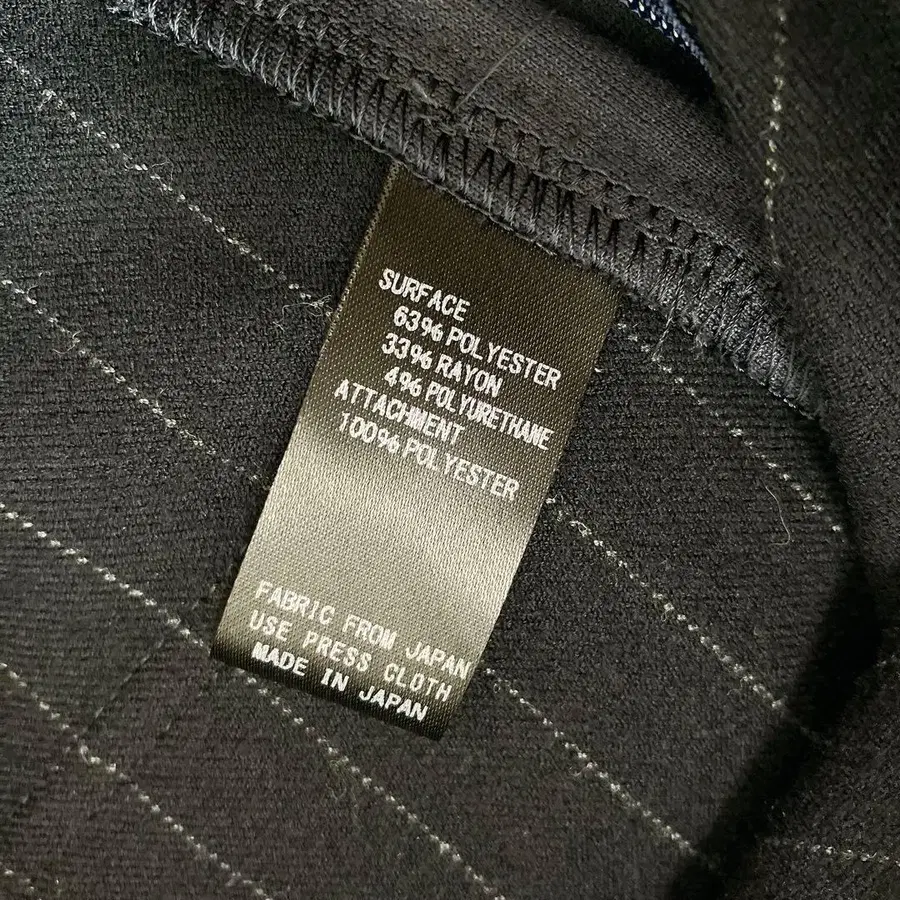 SURFACE
63% POLYESTER
33% RAYON
4% POLYURETHANE
ATTACHMENT
100% POLYESTER
FABRIC FROM JAPAN
USE PRESS CLOTH
MADE IN JAPAN